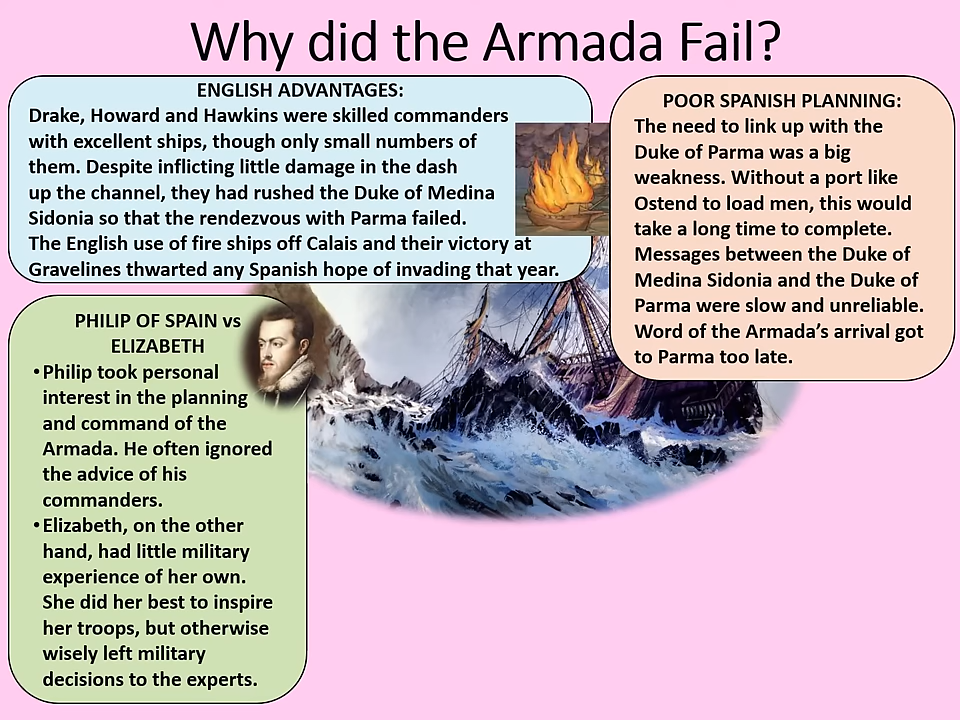 Why did the Armada Fail?
ENGLISH ADVANTAGES:
Drake, Howard and Hawkins were skilled commanders
with excellent ships, though only small numbers of
them. Despite inflicting little damage in the dash
up the channel, they had rushed the Duke of Medina
Sidonia so that the rendezvous with Parma failed.
The English use of fire ships off Calais and their victory at
Gravelines thwarted any Spanish hope of invading that year.
POOR SPANISH PLANNING:
The need to link up with the
Duke of Parma was a big
weakness. Without a port like
Ostend to load men, this would
take a long time to complete.
Messages between the Duke of
Medina Sidonia and the Duke of
Parma were slow and unreliable.
Word of the Armada's arrival got
to Parma too late.
PHILIP OF SPAIN vs
ELIZABETH
•Philip took personal
interest in the planning
and command of the
Armada. He often ignored
the advice of his
commanders.
•Elizabeth, on the other
hand, had little military
experience of her own.
She did her best to inspire
her troops, but otherwise
wisely left military
decisions to the experts.